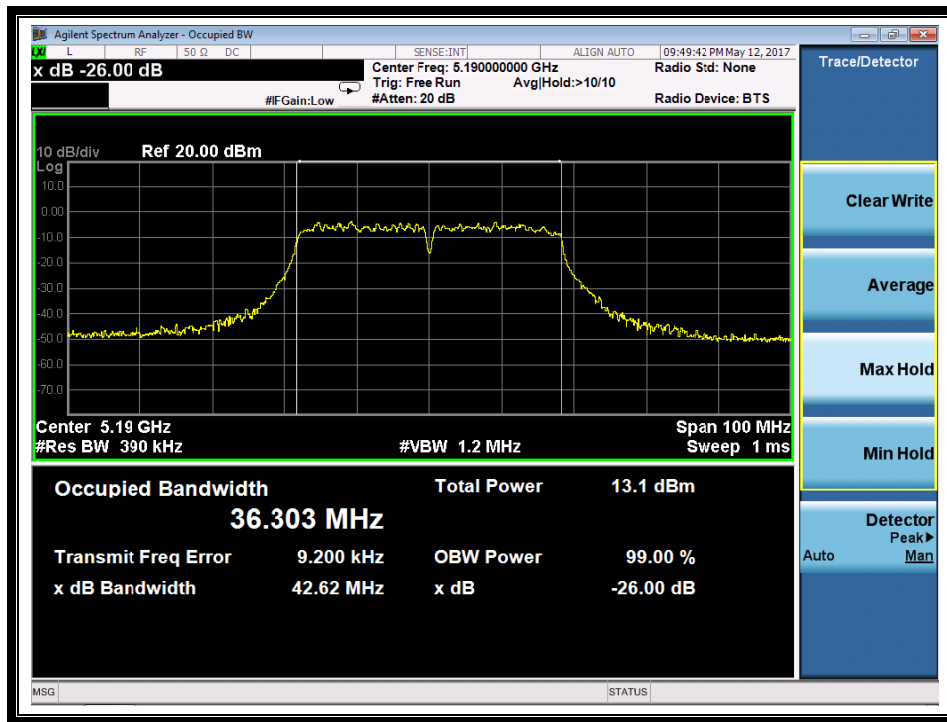 Agilent Spectrum Analyzer - Occupied BW
LXI L RF 50 Ω DC SENSE:INT ALIGN AUTO 09:49:42 PM May 12, 2017
x dB -26.00 dB
Center Freq: 5.190000000 GHz
Radio Std: None
Trig: Free Run Avg|Hold:>10/10
#IFGain:Low #Atten: 20 dB Radio Device: BTS
10 dB/div Ref 20.00 dBm
Log
10.0
0.00
-10.0
-20.0
-30.0
-40.0
-50.0
-60.0
-70.0
Center 5.19 GHz Span 100 MHz
#Res BW 390 kHz #VBW 1.2 MHz Sweep 1 ms
Occupied Bandwidth Total Power 13.1 dBm
36.303 MHz
Transmit Freq Error 9.200 kHz OBW Power 99.00 %
x dB Bandwidth 42.62 MHz x dB -26.00 dB
MSG STATUS
Trace/Detector
Clear Write
Average
Max Hold
Min Hold
Detector
Peak▶
Auto Man